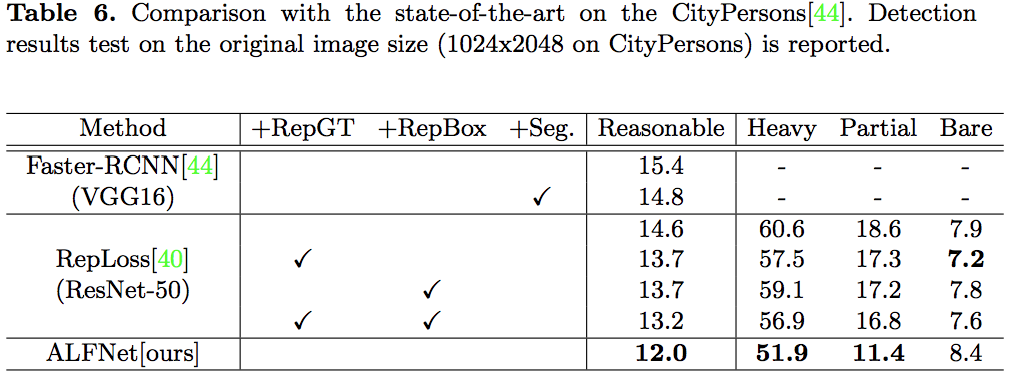 Table 6. Comparison with the state-of-the-art on the CityPersons[44]. Detection
results test on the original image size (1024x2048 on CityPersons) is reported.
Method +RepGT +RepBox +Seg. Reasonable Heavy Partial Bare
Faster-RCNN[44] 15.4 - - -
(VGG16) ✓ 14.8 - - -
14.6 60.6 18.6 7.9
RepLoss[40] ✓ 13.7 57.5 17.3 7.2
(ResNet-50) ✓ 13.7 59.1 17.2 7.8
✓ ✓ 13.2 56.9 16.8 7.6
ALFNet[ours] 12.0 51.9 11.4 8.4